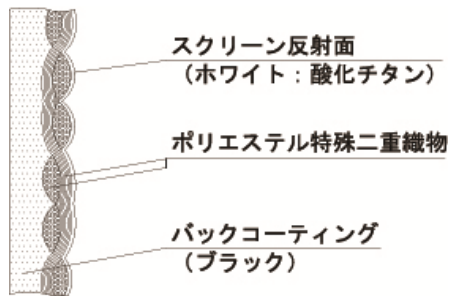 スクリーン反射面
（ホワイト：酸化チタン）
ポリエステル特殊二重織物
バックコーティング
（ブラック）